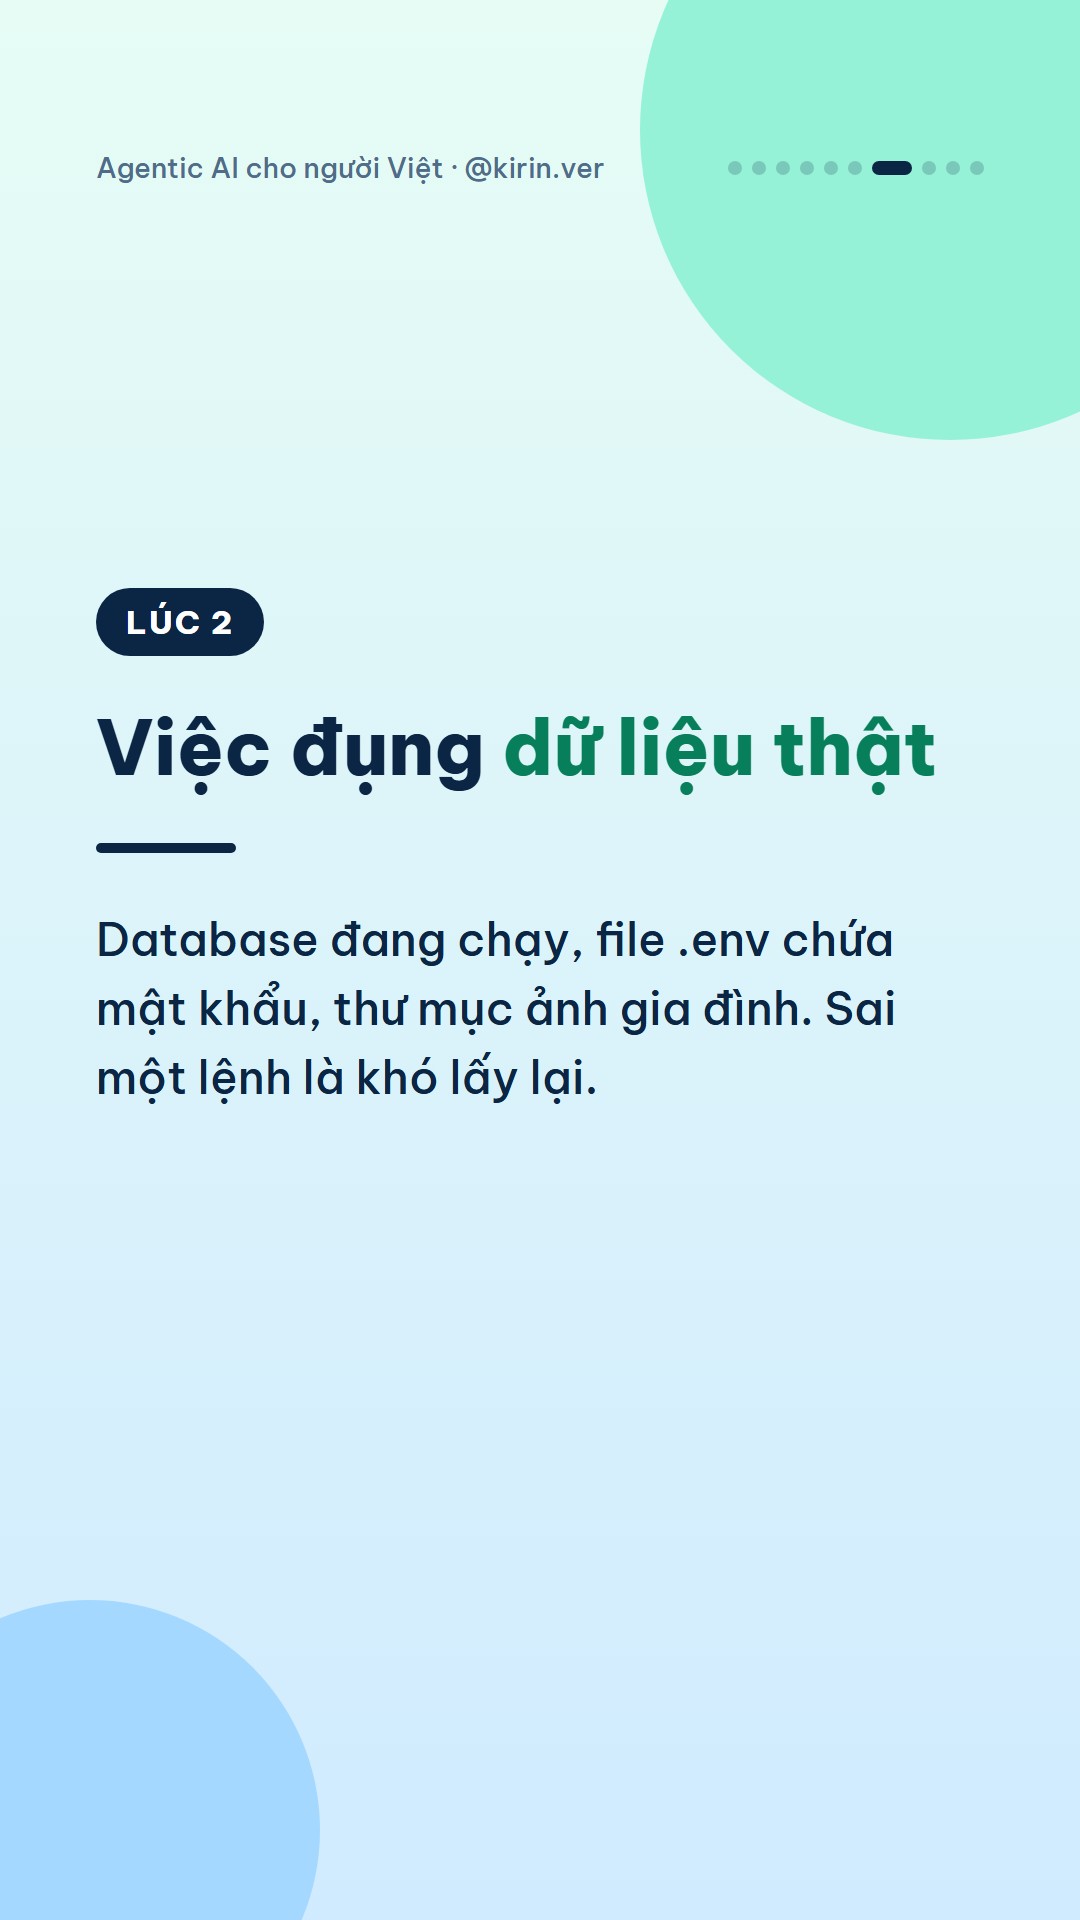 Agentic AI cho người Việt · @kirin.ver
LÚC 2
Việc đụng dữ liệu thật
Database đang chạy, file .env chứa
mật khẩu, thư mục ảnh gia đình. Sai
một lệnh là khó lấy lại.